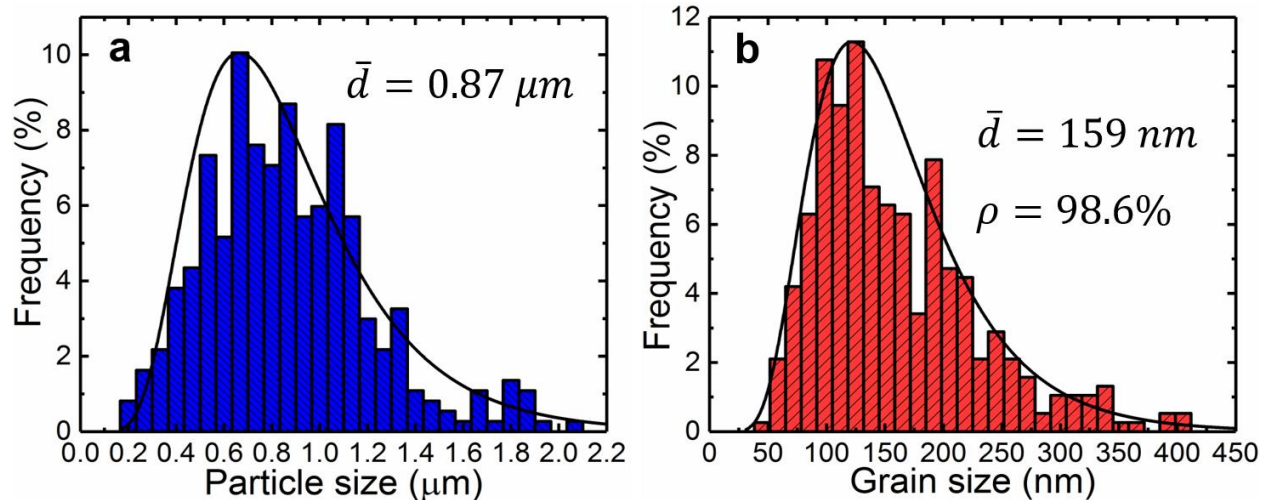 a
d̄ = 0.87 μm
Frequency (%)
10
8
6
4
2
0
0.0 0.2 0.4 0.6 0.8 1.0 1.2 1.4 1.6 1.8 2.0 2.2
Particle size (μm)
b
d̄ = 159 nm
ρ = 98.6%
Frequency (%)
12
10
8
6
4
2
0
0 50 100 150 200 250 300 350 400 450
Grain size (nm)